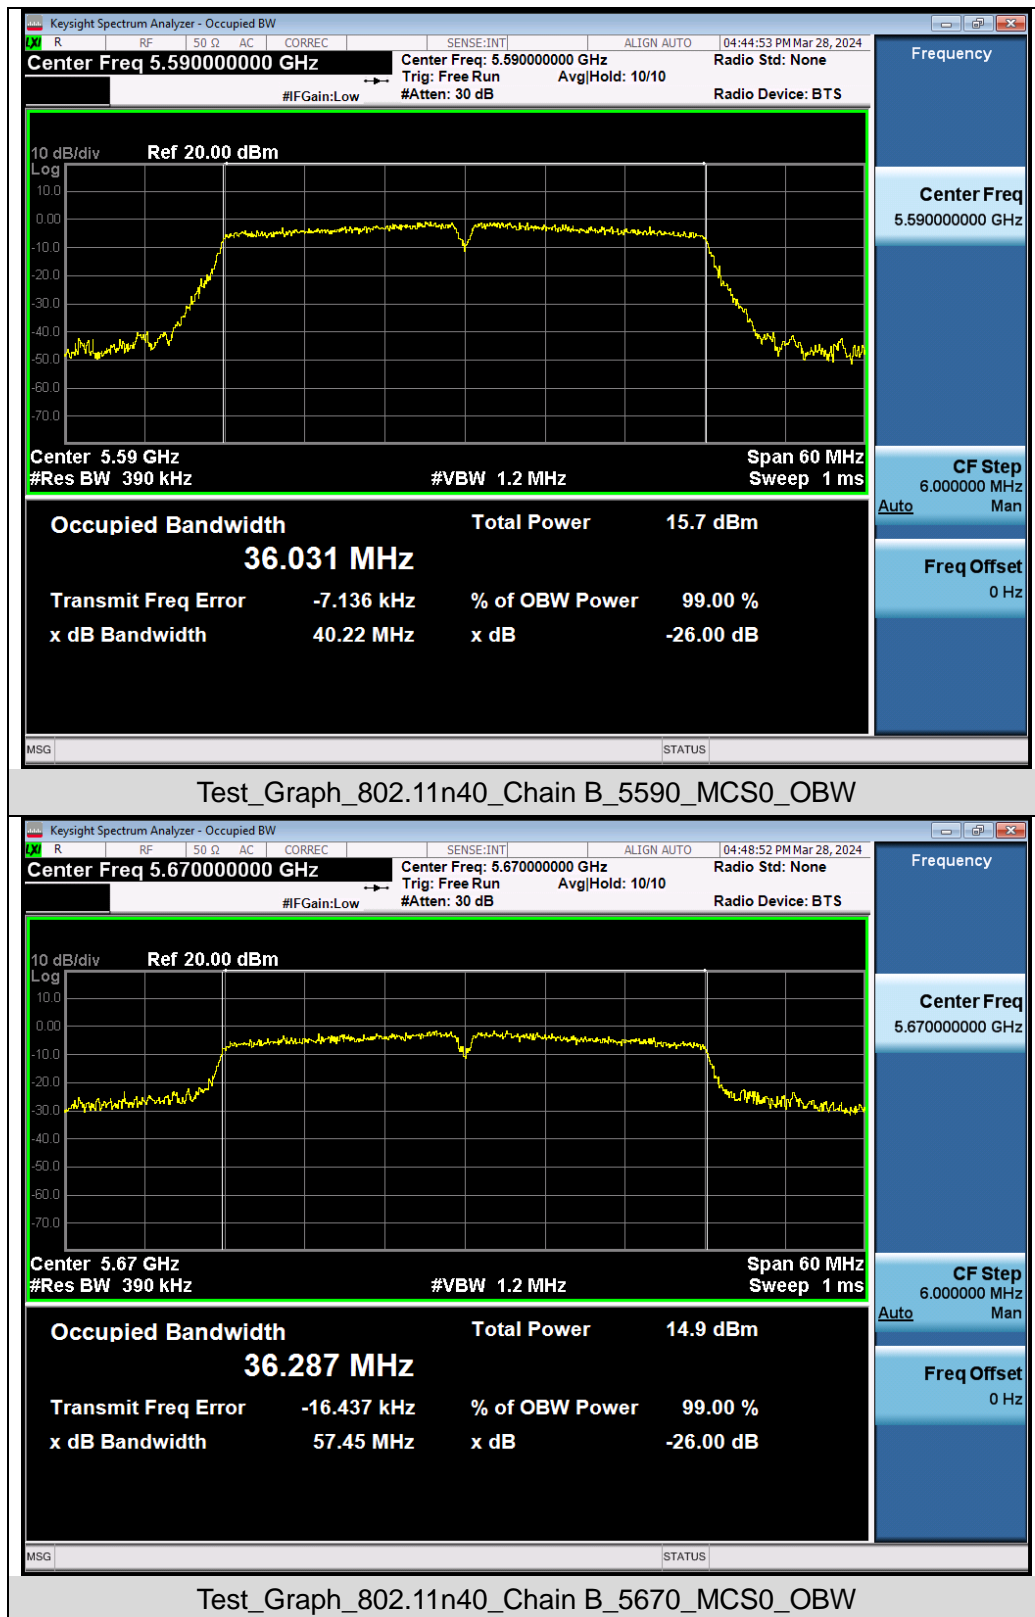 Keysight Spectrum Analyzer - Occupied BW
LXI R RF 50 Ω AC CORREC SENSE:INT ALIGN AUTO 04:44:53 PM Mar 28, 2024
Center Freq 5.590000000 GHz
Center Freq: 5.590000000 GHz Radio Std: None
Trig: Free Run Avg|Hold: 10/10
#IFGain:Low #Atten: 30 dB Radio Device: BTS
10 dB/div Ref 20.00 dBm
Log
10.0
0.00
-10.0
-20.0
-30.0
-40.0
-50.0
-60.0
-70.0
Center 5.59 GHz Span 60 MHz
#Res BW 390 kHz #VBW 1.2 MHz Sweep 1 ms
Occupied Bandwidth Total Power 15.7 dBm
36.031 MHz
Transmit Freq Error -7.136 kHz % of OBW Power 99.00 %
x dB Bandwidth 40.22 MHz x dB -26.00 dB
MSG STATUS
Frequency
Center Freq
5.590000000 GHz
CF Step
6.000000 MHz
Auto Man
Freq Offset
0 Hz
Test_Graph_802.11n40_Chain B_5590_MCS0_OBW
Keysight Spectrum Analyzer - Occupied BW
LXI R RF 50 Ω AC CORREC SENSE:INT ALIGN AUTO 04:48:52 PM Mar 28, 2024
Center Freq 5.670000000 GHz
Center Freq: 5.670000000 GHz Radio Std: None
Trig: Free Run Avg|Hold: 10/10
#IFGain:Low #Atten: 30 dB Radio Device: BTS
10 dB/div Ref 20.00 dBm
Log
10.0
0.00
-10.0
-20.0
-30.0
-40.0
-50.0
-60.0
-70.0
Center 5.67 GHz Span 60 MHz
#Res BW 390 kHz #VBW 1.2 MHz Sweep 1 ms
Occupied Bandwidth Total Power 14.9 dBm
36.287 MHz
Transmit Freq Error -16.437 kHz % of OBW Power 99.00 %
x dB Bandwidth 57.45 MHz x dB -26.00 dB
MSG STATUS
Frequency
Center Freq
5.670000000 GHz
CF Step
6.000000 MHz
Auto Man
Freq Offset
0 Hz
Test_Graph_802.11n40_Chain B_5670_MCS0_OBW